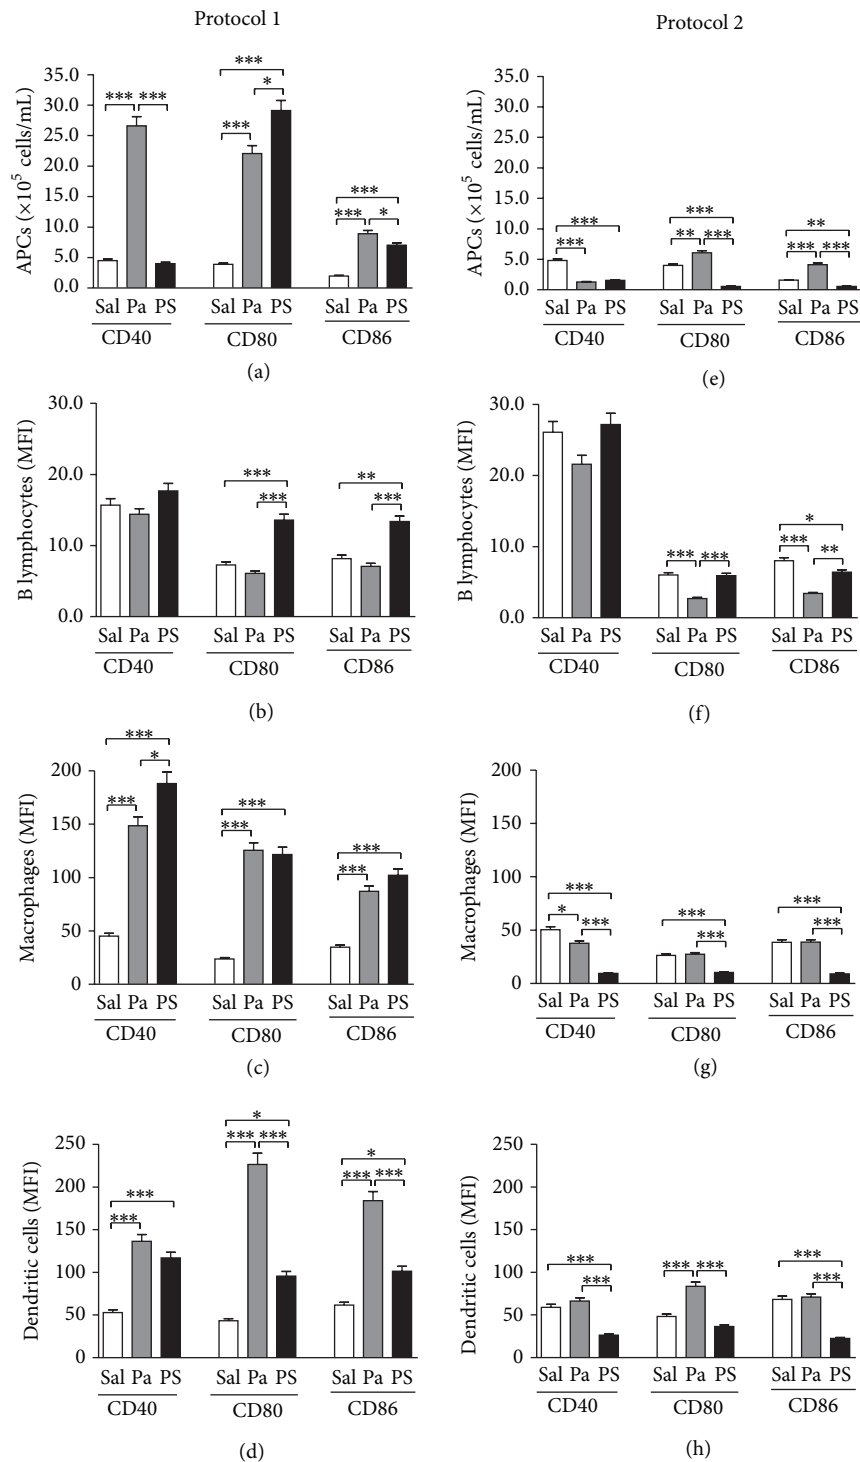 Protocol 1
APCs (×10⁵ cells/mL)
35.0
30.0
25.0
20.0
15.0
10.0
5.0
0.0
*** ***
***
***
*
***
***
*
Sal Pa PS Sal Pa PS Sal Pa PS
CD40 CD80 CD86
(a)
B lymphocytes (MFI)
30.0
20.0
10.0
0.0
***
***
**
***
Sal Pa PS Sal Pa PS Sal Pa PS
CD40 CD80 CD86
(b)
Macrophages (MFI)
200
150
100
50
0
***
*
***
***
***
***
***
Sal Pa PS Sal Pa PS Sal Pa PS
CD40 CD80 CD86
(c)
Dendritic cells (MFI)
250
200
150
100
50
0
***
***
*
*** ***
*
*** ***
Sal Pa PS Sal Pa PS Sal Pa PS
CD40 CD80 CD86
(d)
Protocol 2
APCs (×10⁵ cells/mL)
35.0
30.0
25.0
20.0
15.0
10.0
5.0
0.0
***
***
***
** ***
**
*** ***
Sal Pa PS Sal Pa PS Sal Pa PS
CD40 CD80 CD86
(e)
B lymphocytes (MFI)
30.0
20.0
10.0
0.0
*** ***
*
***
**
Sal Pa PS Sal Pa PS Sal Pa PS
CD40 CD80 CD86
(f)
Macrophages (MFI)
200
150
100
50
0
***
*
***
***
***
***
***
Sal Pa PS Sal Pa PS Sal Pa PS
CD40 CD80 CD86
(g)
Dendritic cells (MFI)
250
200
150
100
50
0
***
***
*** ***
***
***
Sal Pa PS Sal Pa PS Sal Pa PS
CD40 CD80 CD86
(h)